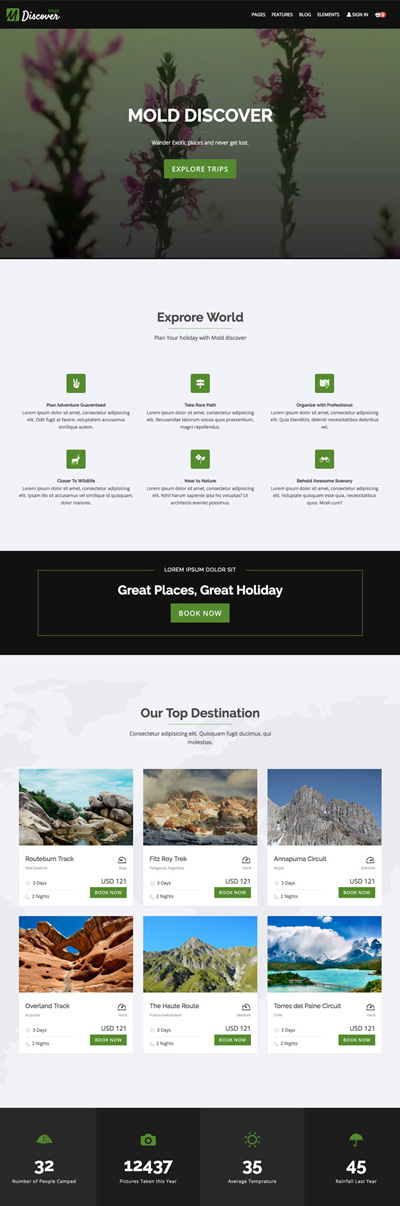 M Discover Mold
PAGES FEATURES BLOG ELEMENTS SIGN IN
MOLD DISCOVER
Wander Exotic places and never get lost.
EXPLORE TRIPS
Exprore World
Plan Your holiday with Mold discover
Plan Adventure Guarenteed
Lorem ipsum dolor sit amet, consectetur adipisicing
elit. Odit fugit at facere, voluptatem accusamus
similique autem.
Take Rare Path
Lorem ipsum dolor sit amet, consectetur adipisicing
elit. Recusandae laborum soluta quos praesentium,
magni repellendus.
Organize with Profestional
Lorem ipsum dolor sit amet, consectetur adipisicing
elit. Quia blanditiis, deleniti necessitatibus doloribus
vel.
Closer To Wildlife
Lorem ipsum dolor sit amet, consectetur adipisicing
elit. Ipsam illo sit accusamus vel similique id quisquam,
dolor maiores.
Near to Nature
Lorem ipsum dolor sit amet, consectetur adipisicing
elit. Nihil harum sapiente ipsa hic voluptas? Ut
architecto eveniet possimus.
Behold Awesome Scenary
Lorem ipsum dolor sit amet, consectetur adipisicing
elit. Voluptate quisquam esse quia, necessitatibus
quos. Modi cum?
LOREM IPSUM DOLOR SIT
Great Places, Great Holiday
BOOK NOW
Our Top Destination
Consectetur adipisicing elit. Quisquam fugit ducimus, qui
molestias.
Routeburn Track
New Zealand Easy
3 Days USD 121
2 Nights BOOK NOW
Fitz Roy Trek
Patagonia, Argentina Hard
3 Days USD 121
2 Nights BOOK NOW
Annapurna Circuit
Nepal Extreme
3 Days USD 121
2 Nights BOOK NOW
Overland Track
Australia Hard
3 Days USD 121
2 Nights BOOK NOW
The Haute Route
France-Switzerland Medium
3 Days USD 121
2 Nights BOOK NOW
Torres del Paine Circuit
Chile Hard
3 Days USD 121
2 Nights BOOK NOW
32
Number of People Camped
12437
Pictures Taken this Year
35
Average Temprature
45
Rainfall Last Year